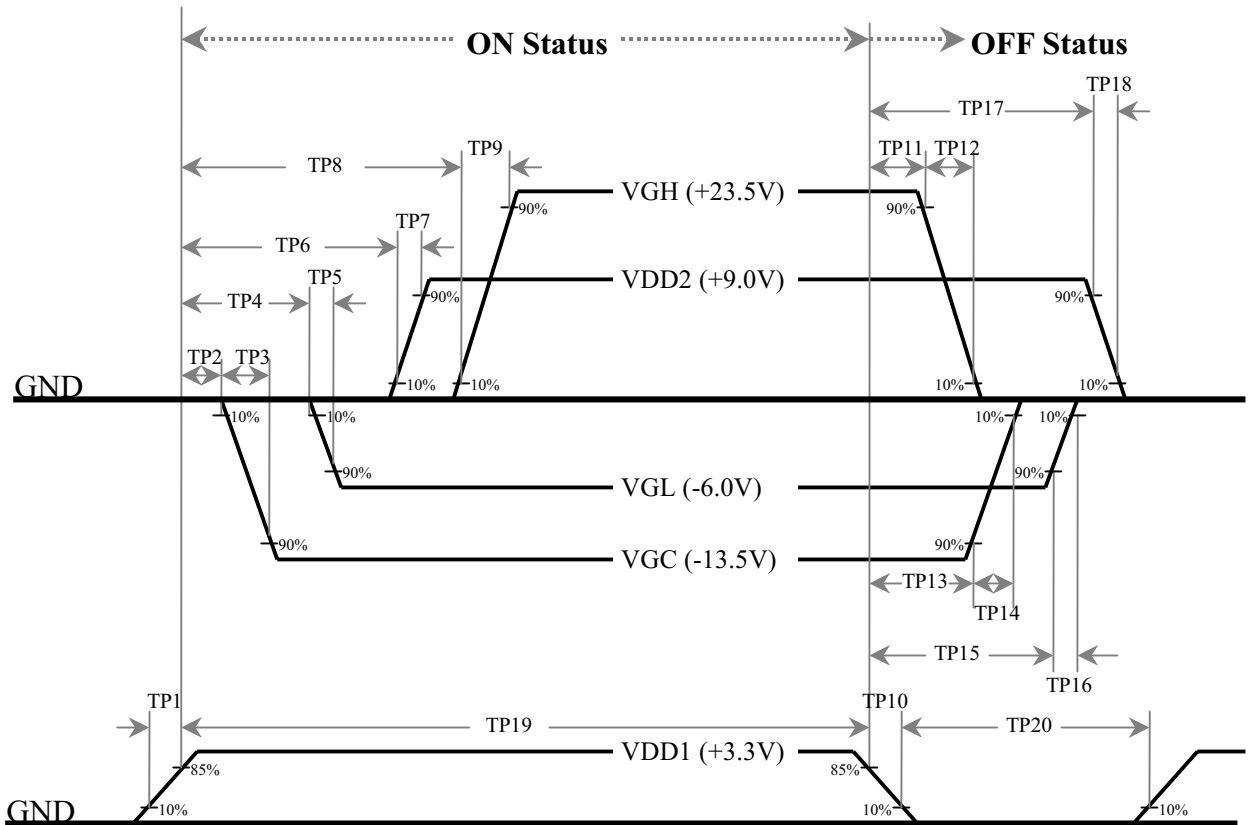 ON Status OFF Status
TP18
TP17
TP9 TP11 TP12
TP8
VGH (+23.5V)
90% 90%
TP7
TP6
TP5
VDD2 (+9.0V)
TP4 90% 90%
TP2 TP3
GND 10% 10% 10% 10%
10% 10% 10% 10%
90% 90%
VGL (-6.0V)
90% 90%
VGC (-13.5V)
TP13
TP14
TP15
TP16
TP1 TP10
TP19 TP20
VDD1 (+3.3V)
85% 85%
GND 10% 10% 10%